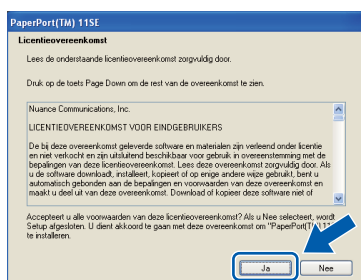 PaperPort(TM) 11SE
Licentieovereenkomst
Lees de onderstaande licentieovereenkomst zorgvuldig door.
Druk op de toets Page Down om de rest van de overeenkomst te zien.
Nuance Communications, Inc.
LICENTIEOVEREENKOMST VOOR EINDGEBRUIKERS
De bij deze overeenkomst geleverde software en materialen zijn verleend onder licentie
en niet verkocht en zijn uitsluitend beschikbaar voor gebruik in overeenstemming met de
bepalingen van deze licentieovereenkomst. Lees deze overeenkomst zorgvuldig door. Als
u de software downloadt, installeert, kopieert of op enige andere wijze gebruikt, bent u
automatisch gebonden aan de bepalingen en voorwaarden van deze overeenkomst en
maakt u deel uit van deze overeenkomst. Download of kopieer deze software niet of
Accepteert u alle voorwaarden van deze licentieovereenkomst? Als u Nee selecteert, wordt
Setup afgesloten. U dient akkoord te gaan met deze overeenkomst om "PaperPort(TM) 11
te installeren.
Ja
Nee